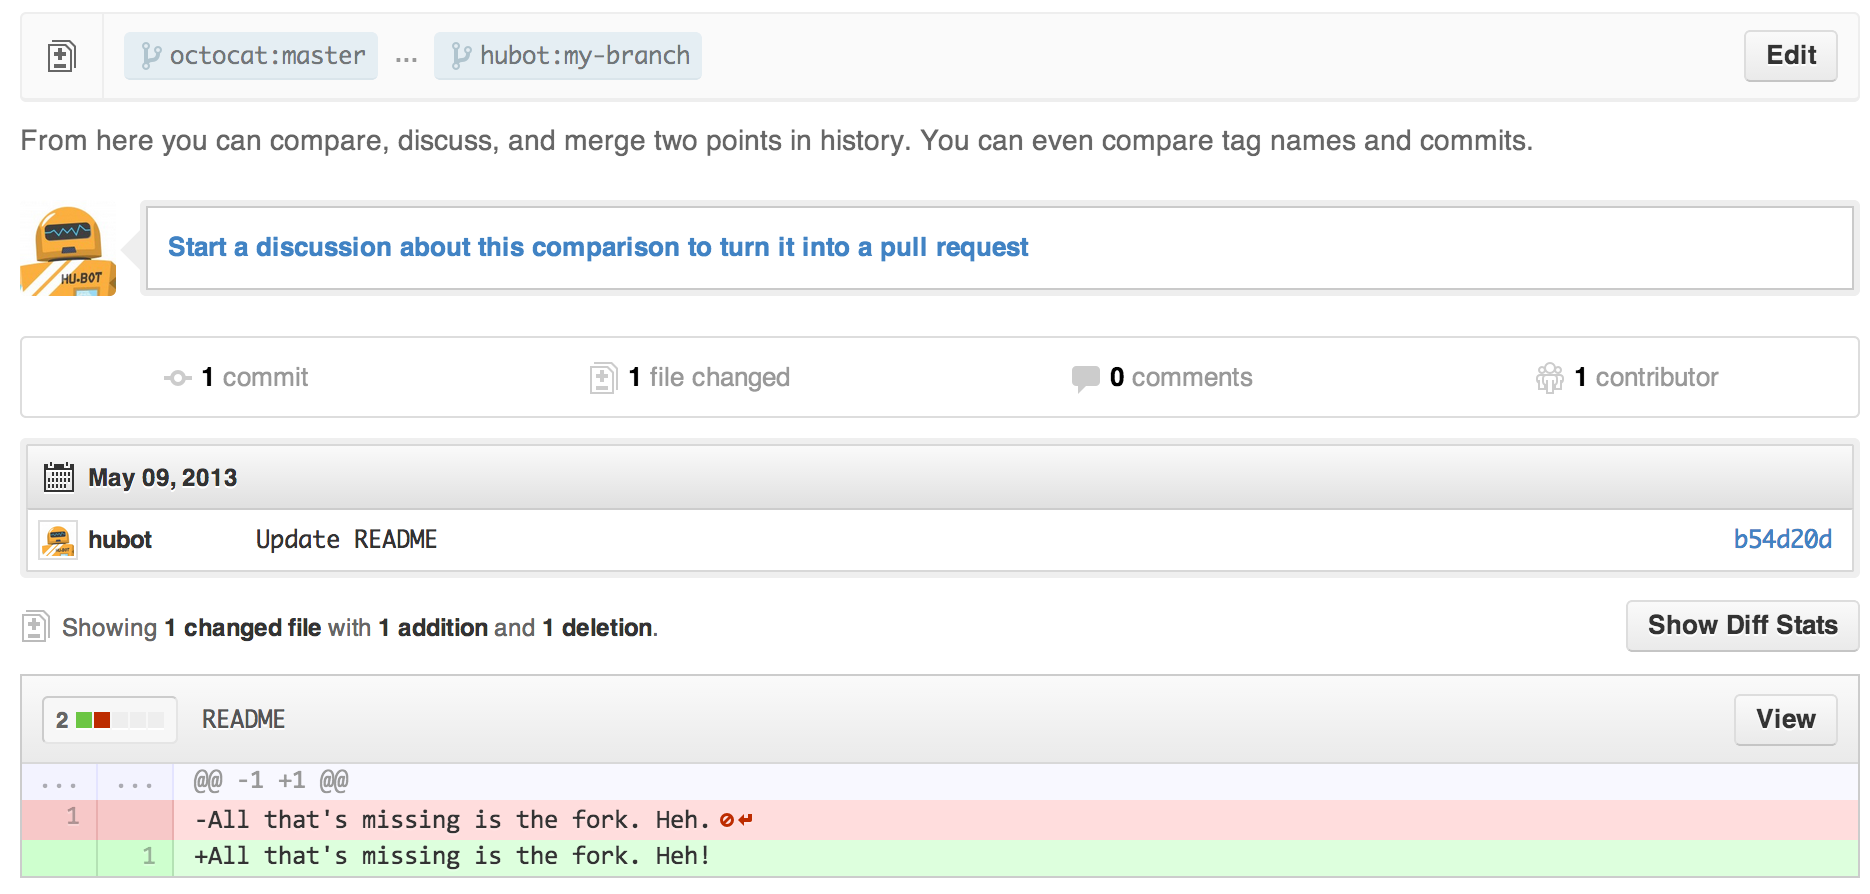 octocat:master ... hubot:my-branch Edit
From here you can compare, discuss, and merge two points in history. You can even compare tag names and commits.
HU-BOT
Start a discussion about this comparison to turn it into a pull request
1 commit 1 file changed 0 comments 1 contributor
May 09, 2013
hubot Update README b54d20d
Showing 1 changed file with 1 addition and 1 deletion. Show Diff Stats
2 README View
... ... @@ -1 +1 @@
1 -All that's missing is the fork. Heh.
1 +All that's missing is the fork. Heh!